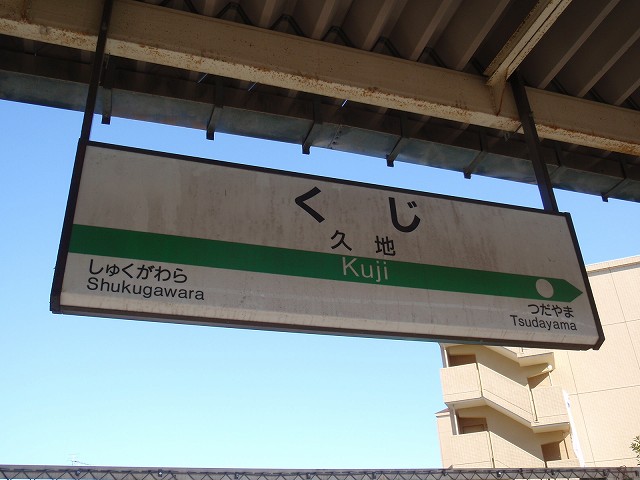 くじ
久地
Kuji
しゅくがわら
Shukugawara
つだやま
Tsudayama